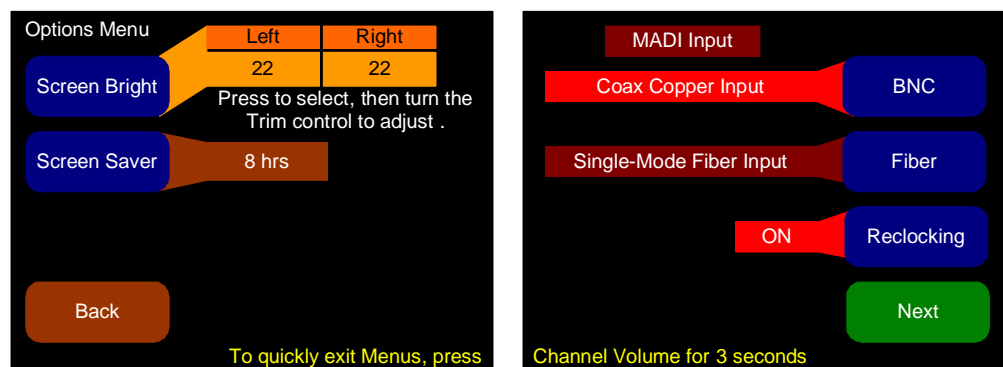 Options Menu
Left Right
Screen Bright
22 22
Press to select, then turn the
Trim control to adjust .
Screen Saver
8 hrs
Back
To quickly exit Menus, press
MADI Input
Coax Copper Input
BNC
Single-Mode Fiber Input
Fiber
ON
Reclocking
Next
Channel Volume for 3 seconds